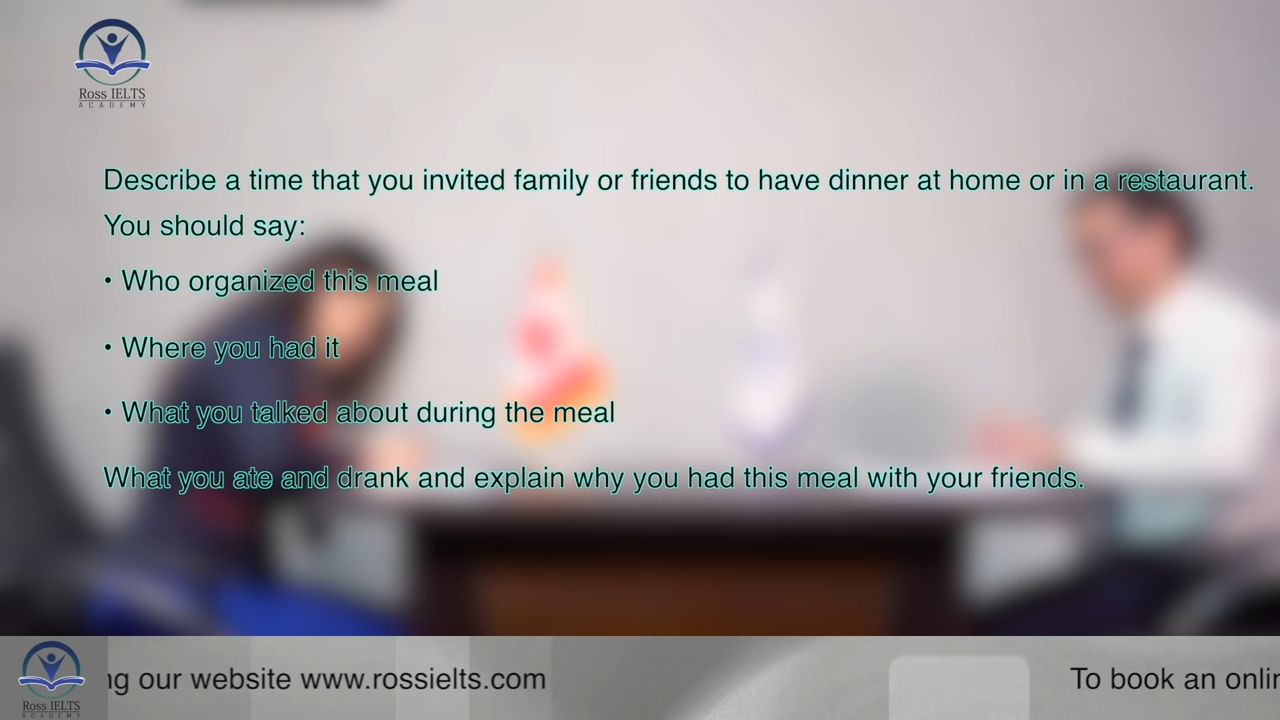 Ross IELTS
ACADEMY
Describe a time that you invited family or friends to have dinner at home or in a restaurant.
You should say:
• Who organized this meal
• Where you had it
• What you talked about during the meal
What you ate and drank and explain why you had this meal with your friends.
ng our website www.rossielts.com
To book an onlin
Ross IELTS
ACADEMY